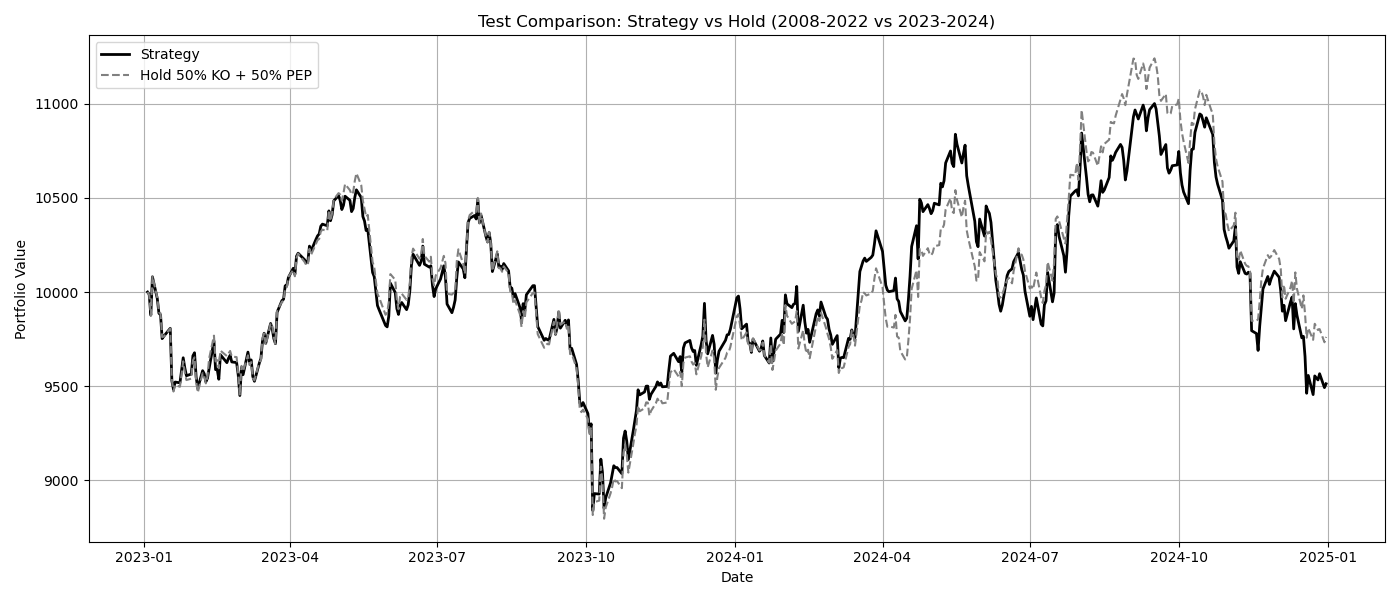 Test Comparison: Strategy vs Hold (2008-2022 vs 2023-2024)
Strategy
Hold 50% KO + 50% PEP
Portfolio Value
11000
10500
10000
9500
9000
2023-01
2023-04
2023-07
2023-10
2024-01
2024-04
2024-07
2024-10
2025-01
Date